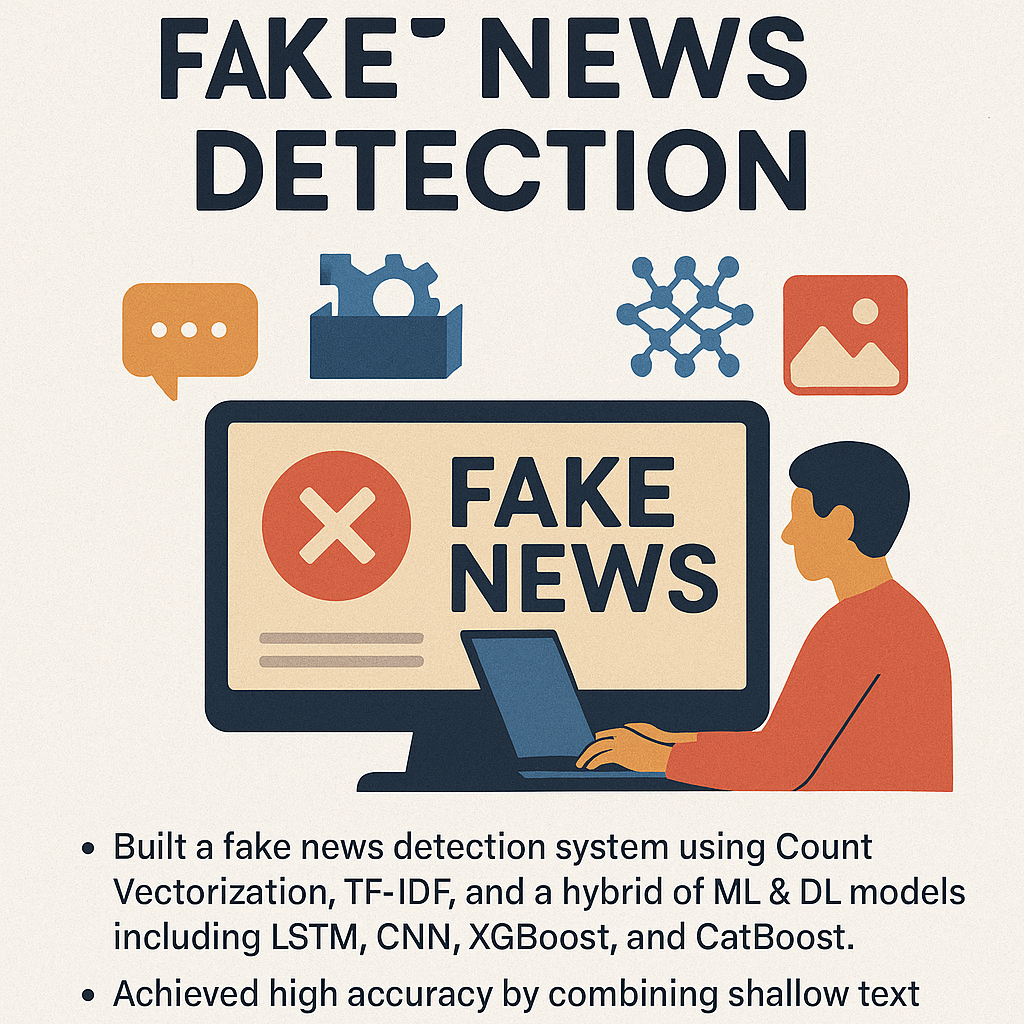 FAKE NEWS
DETECTION
FAKE
NEWS
• Built a fake news detection system using Count
Vectorization, TF-IDF, and a hybrid of ML & DL models
including LSTM, CNN, XGBoost, and CatBoost.
• Achieved high accuracy by combining shallow text